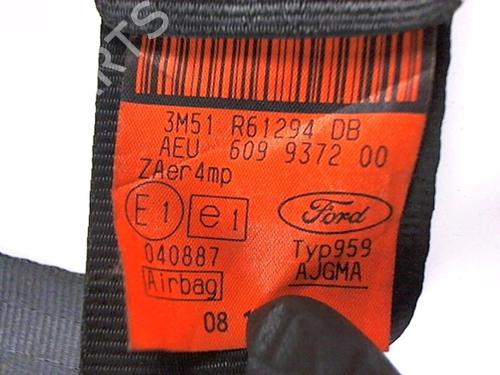 3M51 R61294 DB
AEU 609 9372 00
ZAer4mp
E1 e1 Ford
040887 Typ959
Airbag AJGMA
08